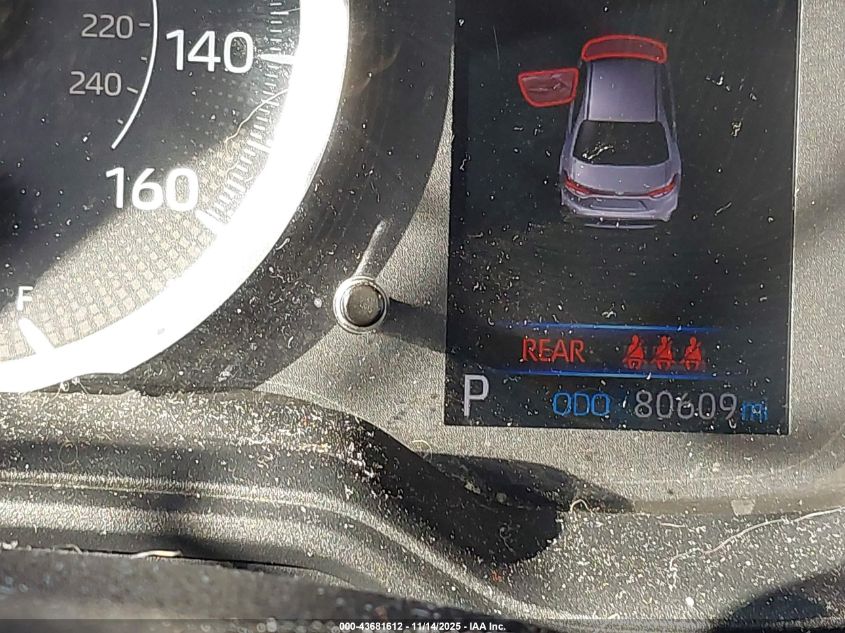 220
140
240
160
F
REAR
P ODO 80609 mi
000-43681612 - 11/14/2025 - IAA Inc.